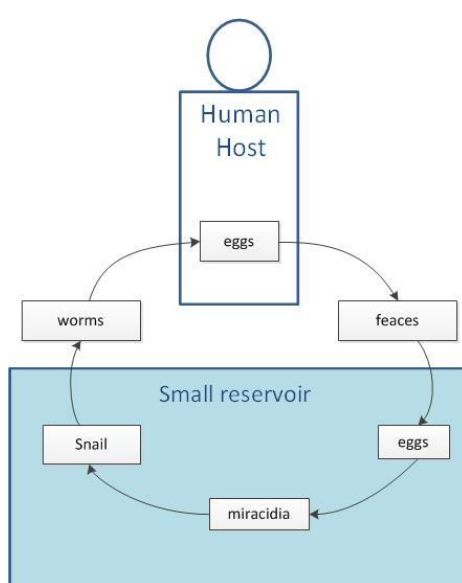 Human
Host
eggs
worms
feaces
Small reservoir
Snail
eggs
miracidia